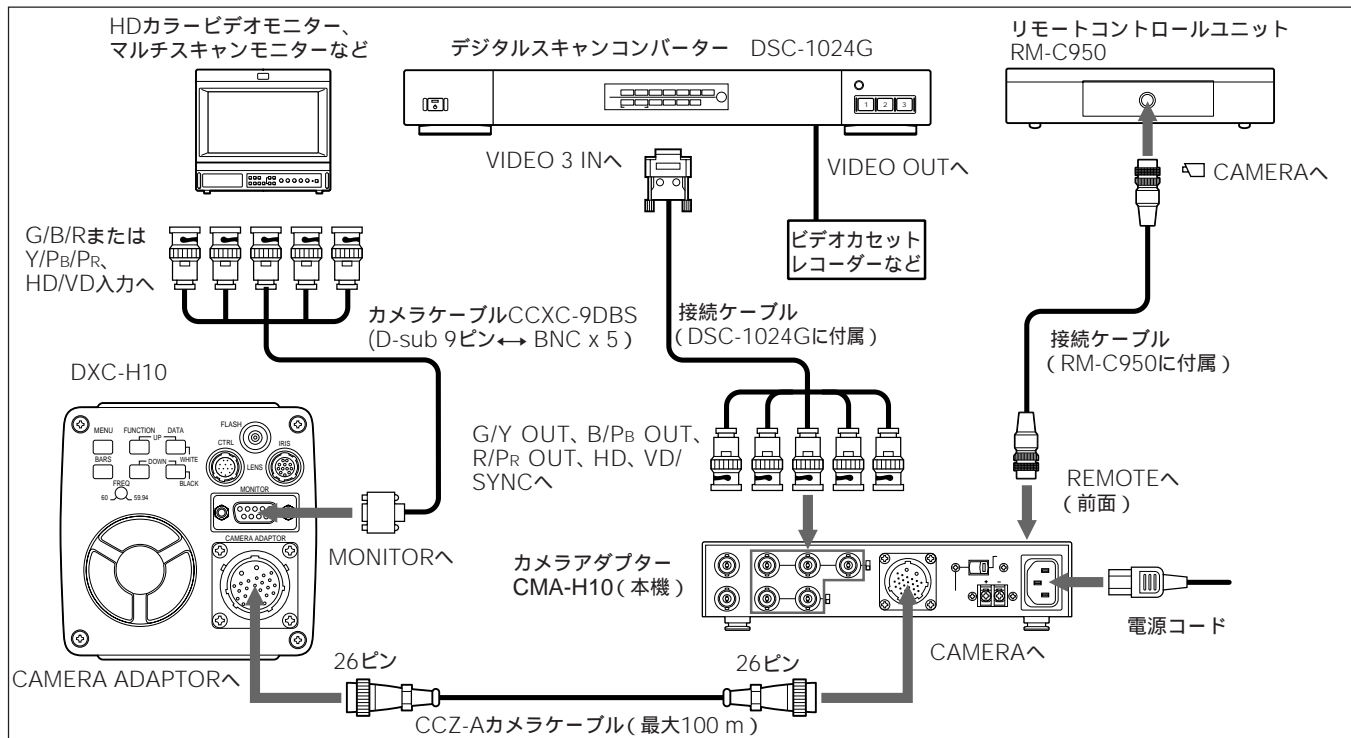 HDカラービデオモニター、
マルチスキャンモニターなど
デジタルスキャンコンバーター DSC-1024G
リモートコントロールユニット
RM-C950
1 2 3
VIDEO 3 INへ
VIDEO OUTへ
CAMERAへ
G/B/Rまたは
Y/PB/PR、
HD/VD入力へ
ビデオカセット
レコーダーなど
カメラケーブルCCXC-9DBS
(D-sub 9ピン↔ BNC x 5)
接続ケーブル
(DSC-1024Gに付属)
接続ケーブル
(RM-C950に付属)
DXC-H10
MENU FUNCTION DATA
UP
FLASH
CTRL IRIS
LENS
BARS DOWN WHITE
BLACK
FREQ
60 59.94
MONITOR
CAMERA ADAPTOR
G/Y OUT、B/PB OUT、
R/PR OUT、HD、VD/
SYNCへ
REMOTEへ
(前面)
MONITORへ
カメラアダプター
CMA-H10(本機)
+ −
電源コード
CAMERA ADAPTORへ
26ピン
26ピン
CAMERAへ
CCZ-Aカメラケーブル(最大100 m)